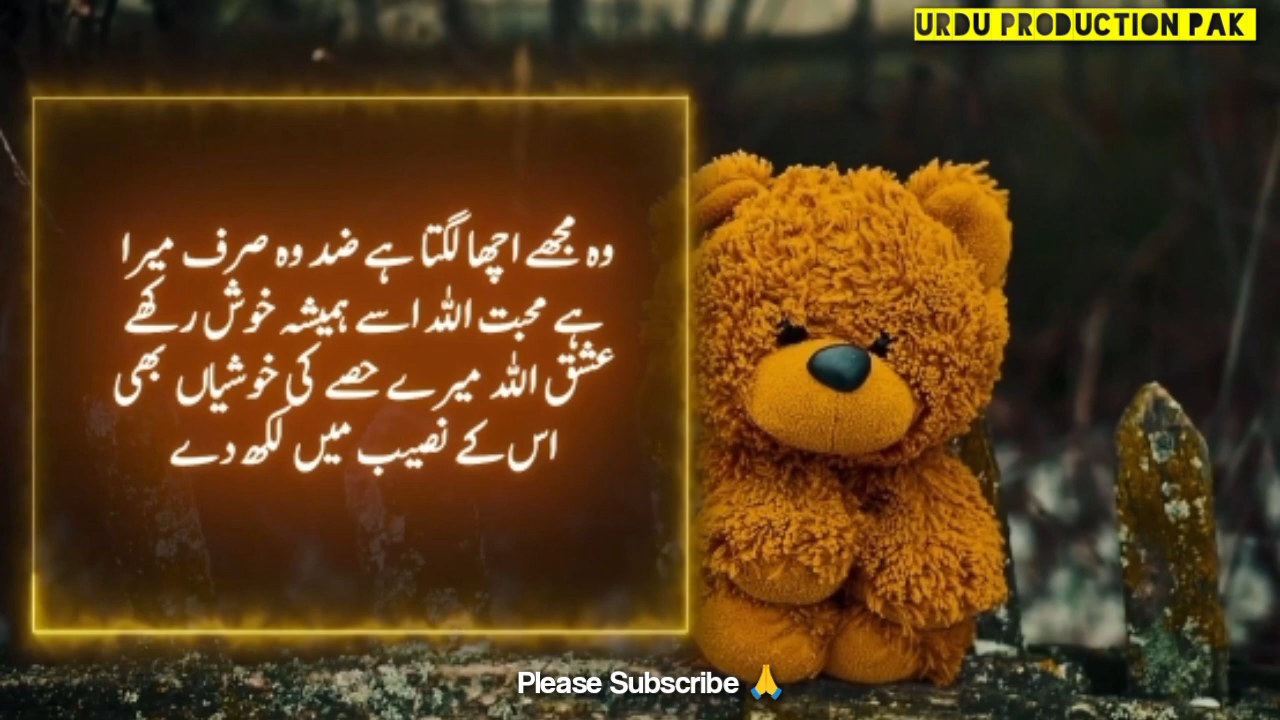 URDU PRODUCTION PAK
وہ مجھے اچھا لگتا ہے ضد وہ صرف میرا
ہے محبت اللہ اسے ہمیشہ خوش رکھے
عشق اللہ میرے حصے کی خوشیاں بھی
اس کے نصیب میں لکھ دے
Please Subscribe 🙏